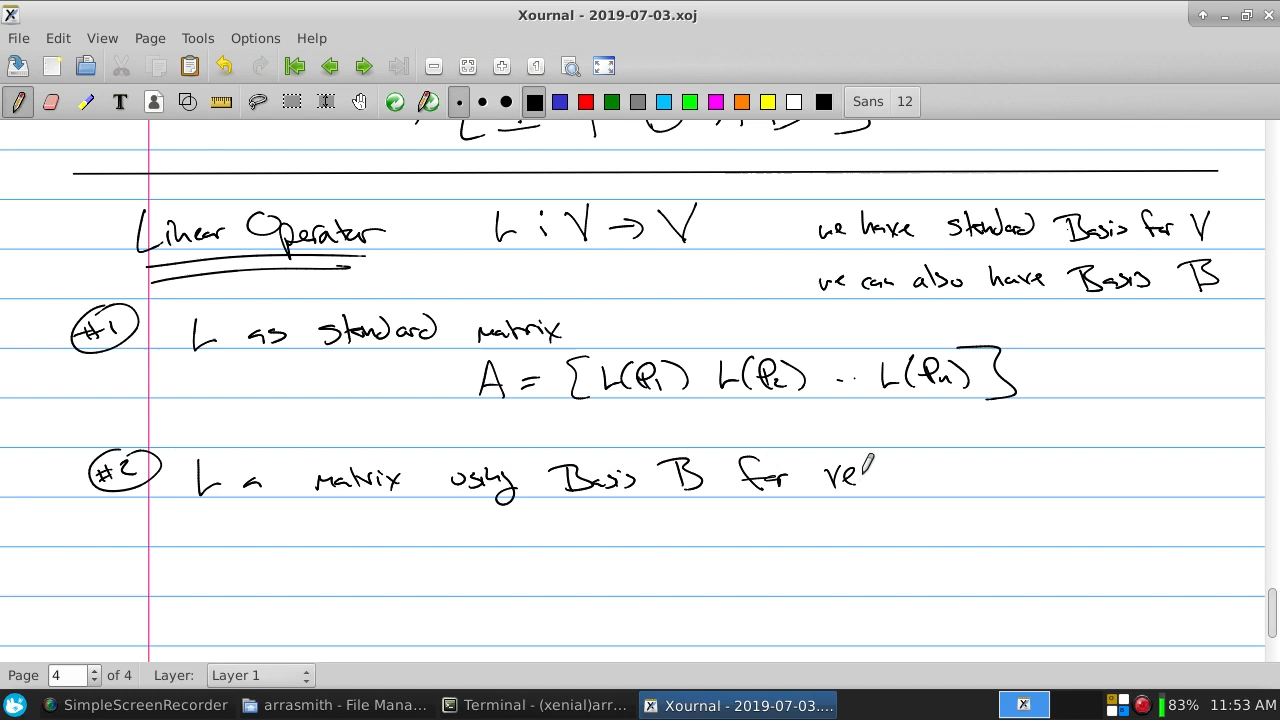 Xournal - 2019-07-03.xoj
File Edit View Page Tools Options Help
Sans 12
Linear Operator L : V → V we have standard Basis for V
we can also have Basis B
#1 L as standard matrix
A = [ L(e₁) L(e₂) .. L(eₙ) ]
#2 L a matrix using Basis B for ve
Page 4 of 4 Layer: Layer 1
SimpleScreenRecorder arrasmith - File Mana... Terminal - (xenial)arr... Xournal - 2019-07-03.... 83% 11:53 AM